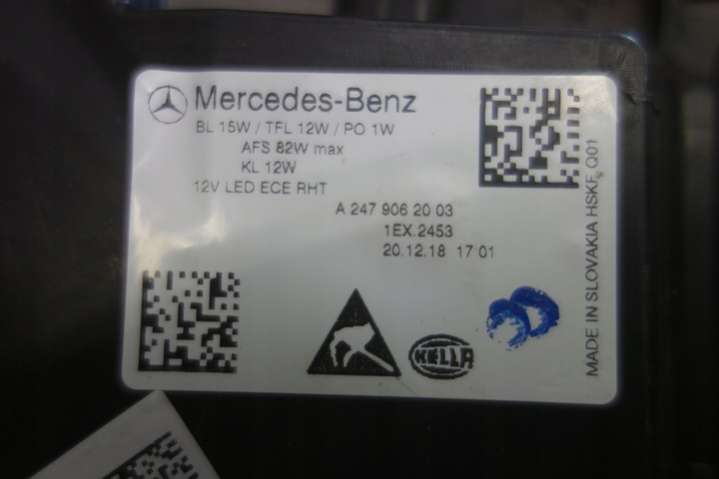 Mercedes-Benz
BL 15W / TFL 12W / PO 1W
AFS 82W max
KL 12W
12V LED ECE RHT
A 247 906 20 03
1EX.2453
20.12.18 17 01
HELLA
MADE IN SLOVAKIA HSKF Q01